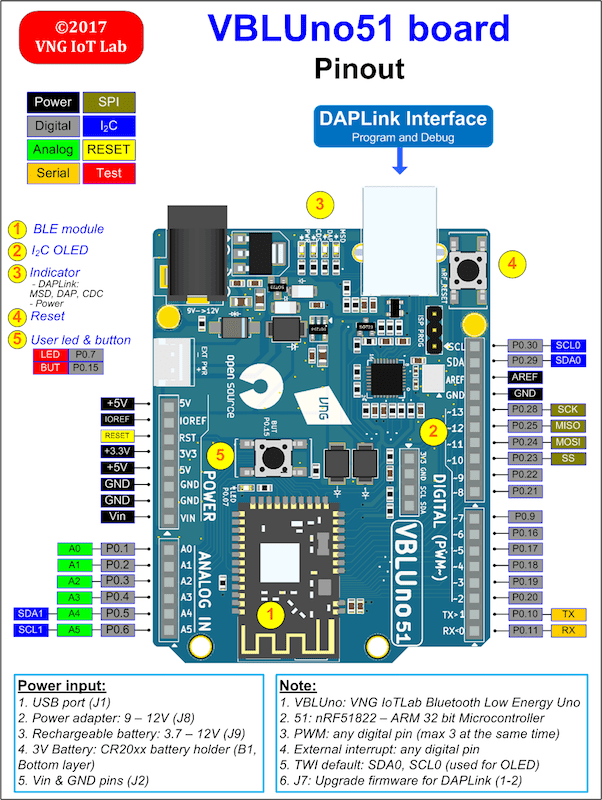 ©2017
VNG IoT Lab
VBLUno51 board
Pinout
Power
SPI
Digital
I₂C
Analog
RESET
Serial
Test
DAPLink Interface
Program and Debug
1 BLE module
2 I₂C OLED
3 Indicator
- DAPLink:
MSD, DAP, CDC
- Power
4 Reset
5 User led & button
LED P0.7
BUT P0.15
3
4
MSD
DAP
CDC
PWR
nRF_RESET
9V->12V
ISP PROG
EXT PWR
open source
VNG
BUT
P0.15
5
LED
P0.07
2
3V3 GND SCL SDA
1
VBLUno51
POWER
ANALOG IN
DIGITAL (PWM~)
+5V 5V
IOREF IOREF
RESET RST
+3.3V 3V3
+5V 5V
GND GND
GND GND
Vin VIN
A0 P0.1 A0
A1 P0.2 A1
A2 P0.3 A2
A3 P0.4 A3
SDA1 A4 P0.5 A4
SCL1 A5 P0.6 A5
SCL P0.30 SCL0
SDA P0.29 SDA0
AREF AREF
GND GND
~13 P0.28 SCK
~12 P0.25 MISO
~11 P0.24 MOSI
~10 P0.23 SS
~9 P0.22
~8 P0.21
~7 P0.9
~6 P0.16
~5 P0.17
~4 P0.18
~3 P0.19
~2 P0.20
TX>1 P0.10 TX
RX<0 P0.11 RX
Power input:
1. USB port (J1)
2. Power adapter: 9 – 12V (J8)
3. Rechargeable battery: 3.7 – 12V (J9)
4. 3V Battery: CR20xx battery holder (B1,
Bottom layer)
5. Vin & GND pins (J2)
Note:
1. VBLUno: VNG IoTLab Bluetooth Low Energy Uno
2. 51: nRF51822 – ARM 32 bit Microcontroller
3. PWM: any digital pin (max 3 at the same time)
4. External interrupt: any digital pin
5. TWI default: SDA0, SCL0 (used for OLED)
6. J7: Upgrade firmware for DAPLink (1-2)